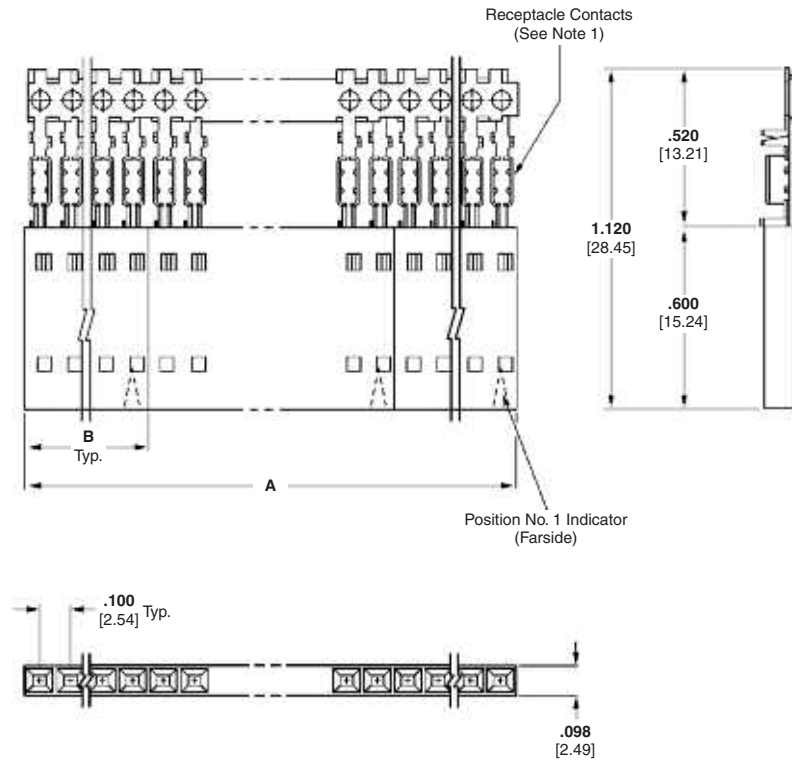 Receptacle Contacts
(See Note 1)
.520
[13.21]
1.120
[28.45]
.600
[15.24]
B
Typ.
A
Position No. 1 Indicator
(Farside)
.100
[2.54] Typ.
.098
[2.49]